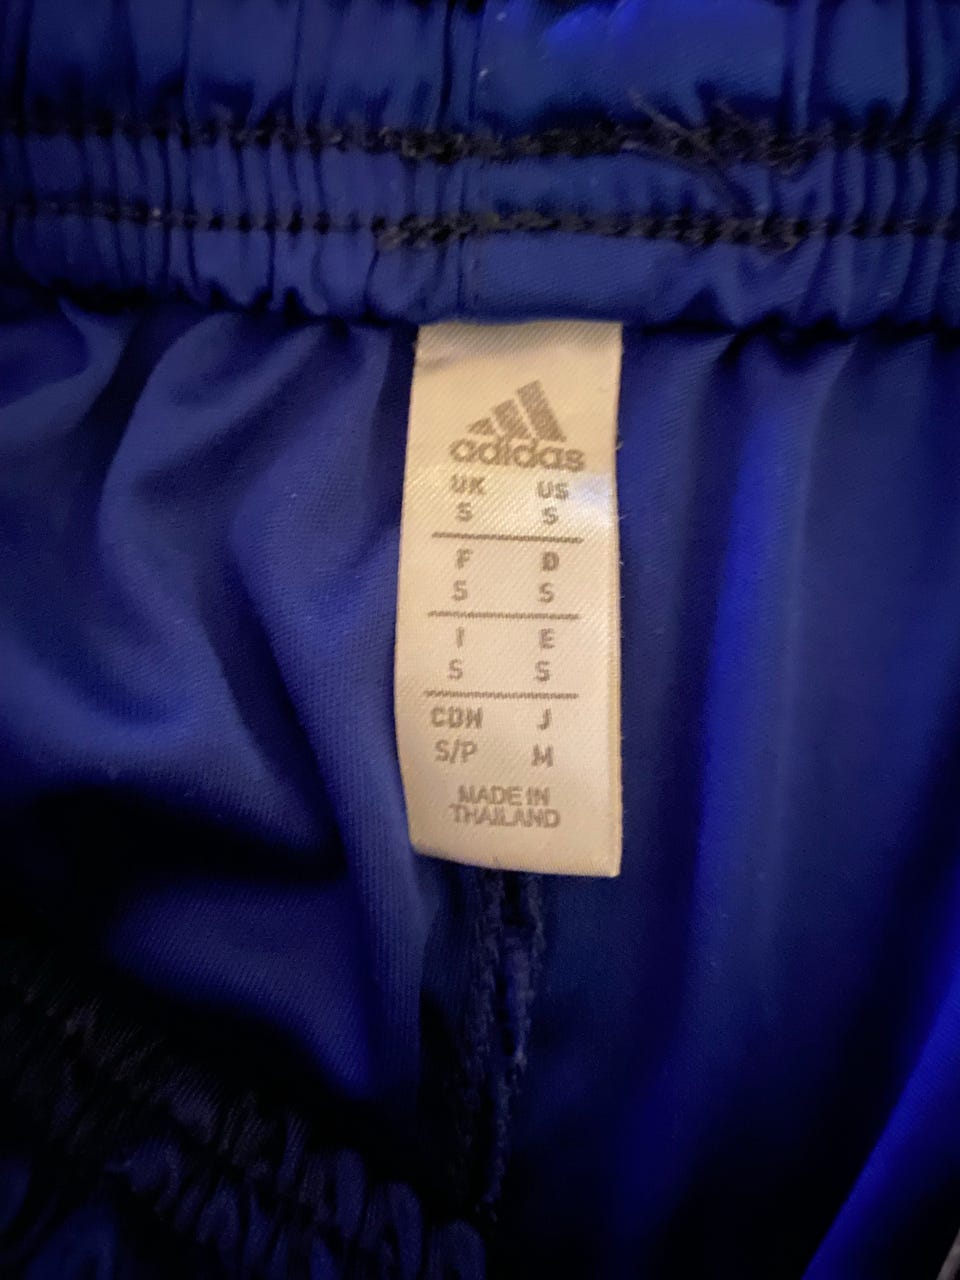 adidas
UK US
S S
F D
S S
I E
S S
CDN J
S/P M
MADE IN
THAILAND